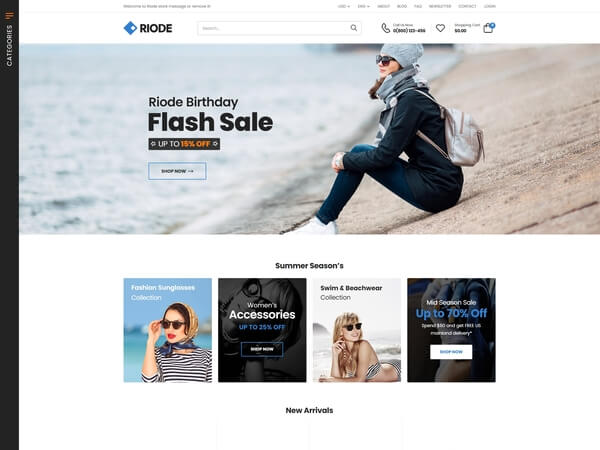 Welcome to Riode store message or remove it!
USD
ENG
ABOUT
BLOG
FAQ
NEWSLETTER
CONTACT
LOGIN
CATEGORIES
RIODE
Search...
Call Us Now
0(800) 123-456
Shopping Cart
$0.00
0
Riode Birthday
Flash Sale
UP TO 15% OFF
SHOP NOW
Summer Season's
Fashion Sunglasses
Collection
Women's
Accessories
UP TO 25% OFF
SHOP NOW
Swim & Beachwear
Collection
Mid Season Sale
Up to 70% Off
Spend $50 and get FREE US
mainland delivery*
SHOP NOW
New Arrivals